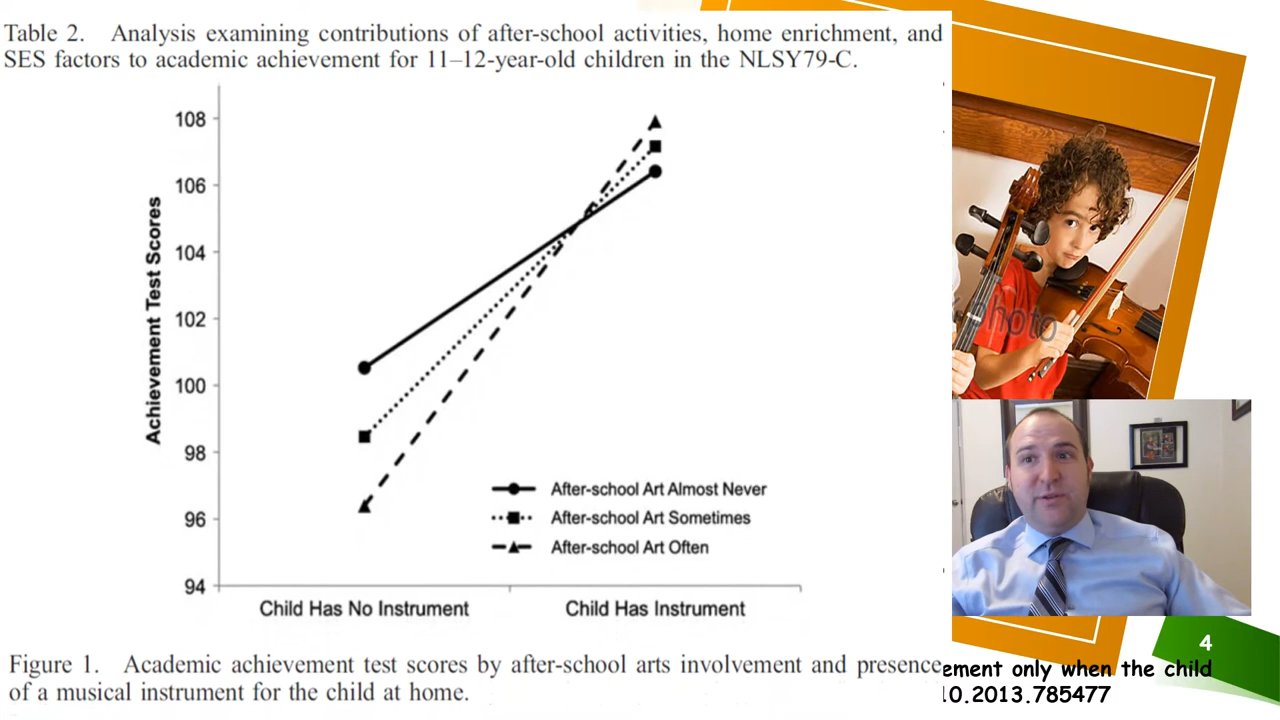 Table 2. Analysis examining contributions of after-school activities, home enrichment, and
SES factors to academic achievement for 11–12-year-old children in the NLSY79-C.
108
106
104
102
100
98
96
94
Achievement Test Scores
After-school Art Almost Never
After-school Art Sometimes
After-school Art Often
Child Has No Instrument
Child Has Instrument
Figure 1. Academic achievement test scores by after-school arts involvement and presence
of a musical instrument for the child at home.
photo
4
ement only when the child
10.2013.785477